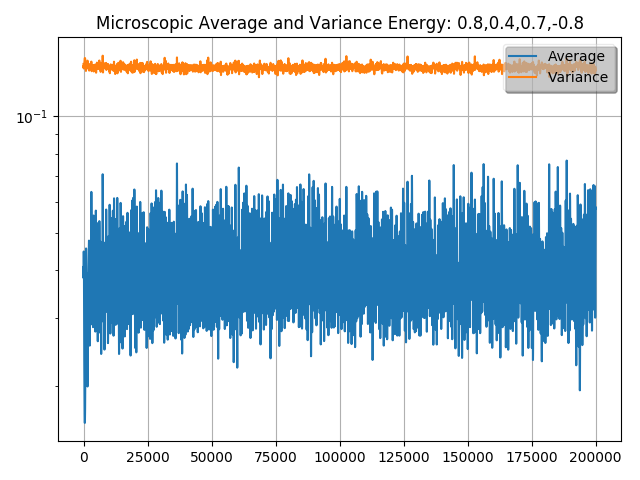 Microscopic Average and Variance Energy: 0.8,0.4,0.7,-0.8
Average
Variance
10⁻¹
0 25000 50000 75000 100000 125000 150000 175000 200000